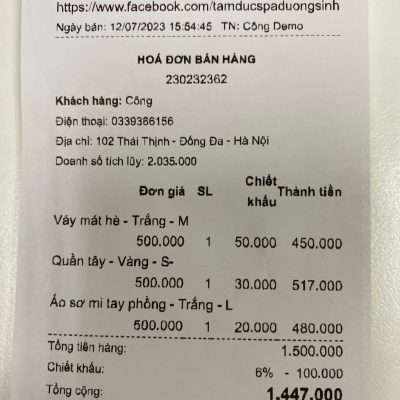 https://www.facebook.com/tamducspaduongsinh
Ngày bán: 12/07/2023 15:54:45 TN: Công Demo
HOÁ ĐƠN BÁN HÀNG
230232362
Khách hàng: Công
Điện thoại: 0339366156
Địa chỉ: 102 Thái Thịnh - Đống Đa - Hà Nội
Doanh số tích lũy: 2.035.000
Đơn giá SL Chiết khấu Thành tiền
Váy mát hè - Trắng - M
500.000 1 50.000 450.000
Quần tây - Vàng - S-
500.000 1 30.000 517.000
Áo sơ mi tay phồng - Trắng - L
500.000 1 20.000 480.000
Tổng tiền hàng: 1.500.000
Chiết khấu: 6% - 100.000
Tổng cộng: 1,447.000